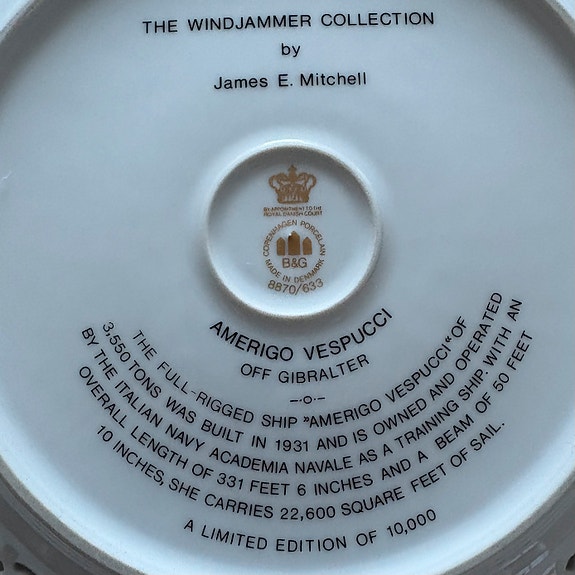 THE WINDJAMMER COLLECTION
by
James E. Mitchell
BY APPOINTMENT TO THE
ROYAL DANISH COURT
COPENHAGEN PORCELAIN
B&G
MADE IN DENMARK
8870/633
AMERIGO VESPUCCI
OFF GIBRALTER
THE FULL-RIGGED SHIP "AMERIGO VESPUCCI" OF
3,550 TONS WAS BUILT IN 1931 AND IS OWNED AND OPERATED
BY THE ITALIAN NAVY ACADEMIA NAVALE AS A TRAINING SHIP. WITH AN
OVERALL LENGTH OF 331 FEET 6 INCHES AND A BEAM OF 50 FEET
10 INCHES, SHE CARRIES 22,600 SQUARE FEET OF SAIL.
A LIMITED EDITION OF 10,000